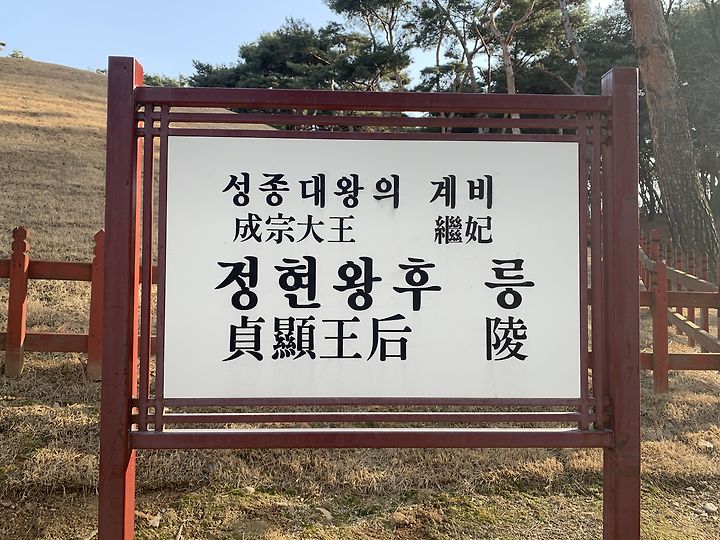 성종대왕의 계비
成宗大王 繼妃
정현왕후 릉
貞顯王后 陵